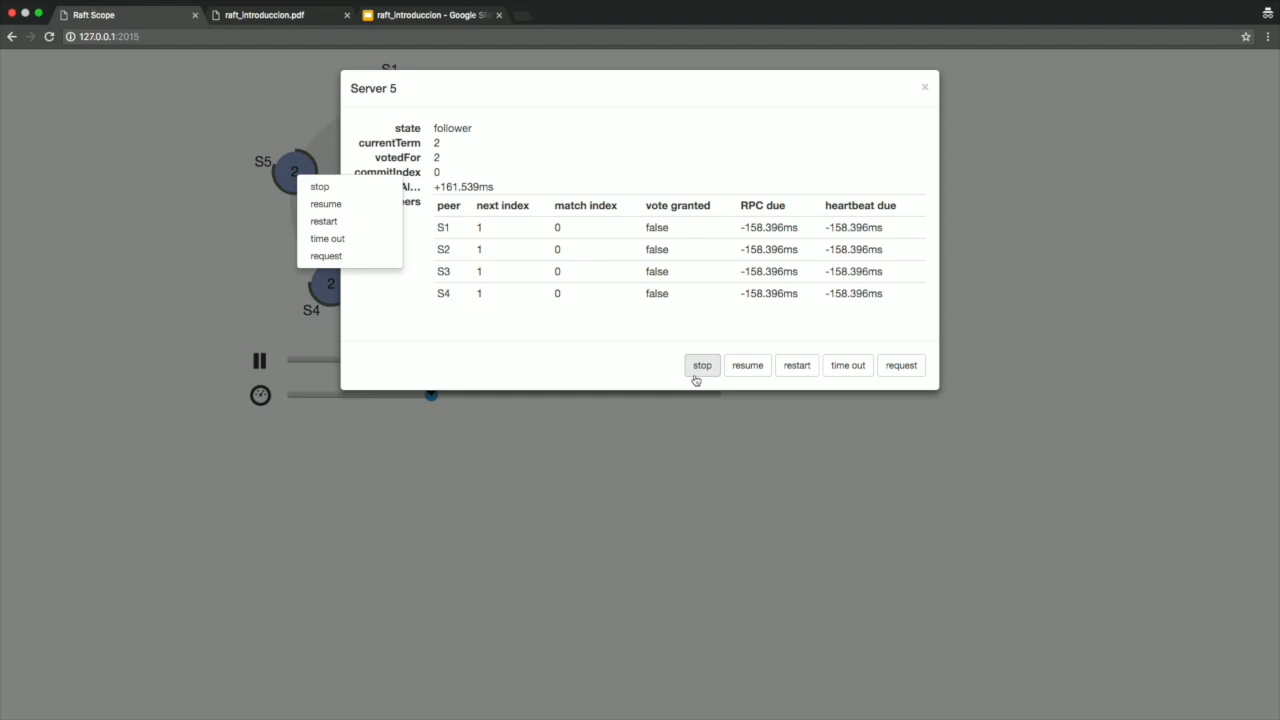 Raft Scope
raft_introduccion.pdf
raft_introduccion - Google Sli
127.0.0.1:2015
S1
Server 5
state follower
currentTerm 2
votedFor 2
commitIndex 0
Al... +161.539ms
ers
peer next index match index vote granted RPC due heartbeat due
S1 1 0 false -158.396ms -158.396ms
S2 1 0 false -158.396ms -158.396ms
S3 1 0 false -158.396ms -158.396ms
S4 1 0 false -158.396ms -158.396ms
stop resume restart time out request
S5
2
stop
resume
restart
time out
request
2
S4